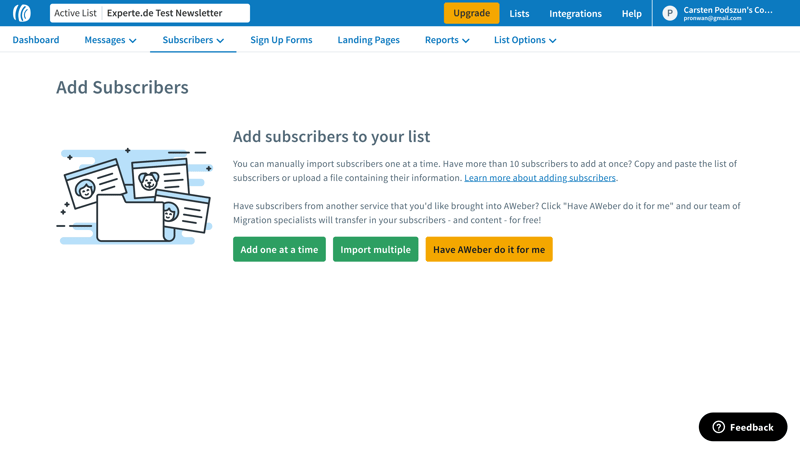 Active List Experte.de Test Newsletter Upgrade Lists Integrations Help P Carsten Podszun's Co...
pronwan@gmail.com
Dashboard Messages Subscribers Sign Up Forms Landing Pages Reports List Options
Add Subscribers
Add subscribers to your list
You can manually import subscribers one at a time. Have more than 10 subscribers to add at once? Copy and paste the list of
subscribers or upload a file containing their information. Learn more about adding subscribers.
Have subscribers from another service that you'd like brought into AWeber? Click "Have AWeber do it for me" and our team of
Migration specialists will transfer in your subscribers - and content - for free!
Add one at a time Import multiple Have AWeber do it for me
Feedback